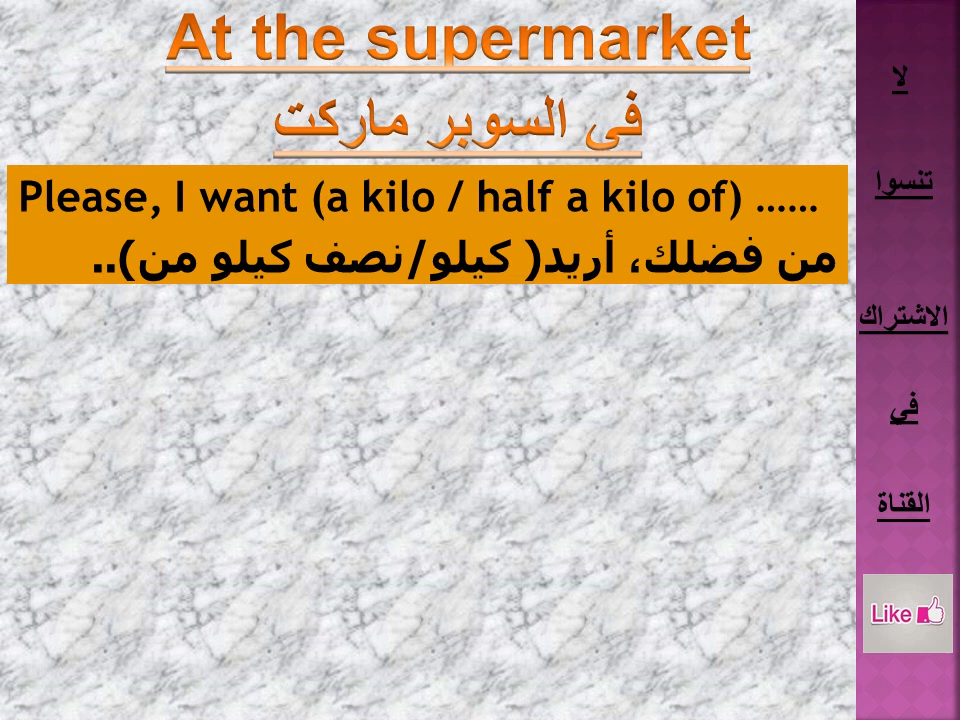 At the supermarket
فى السوبر ماركت
Please, I want (a kilo / half a kilo of) ......
من فضلك، أريد( كيلو/نصف كيلو من)..
لا
تنسوا
الاشتراك
في
القناة
Like